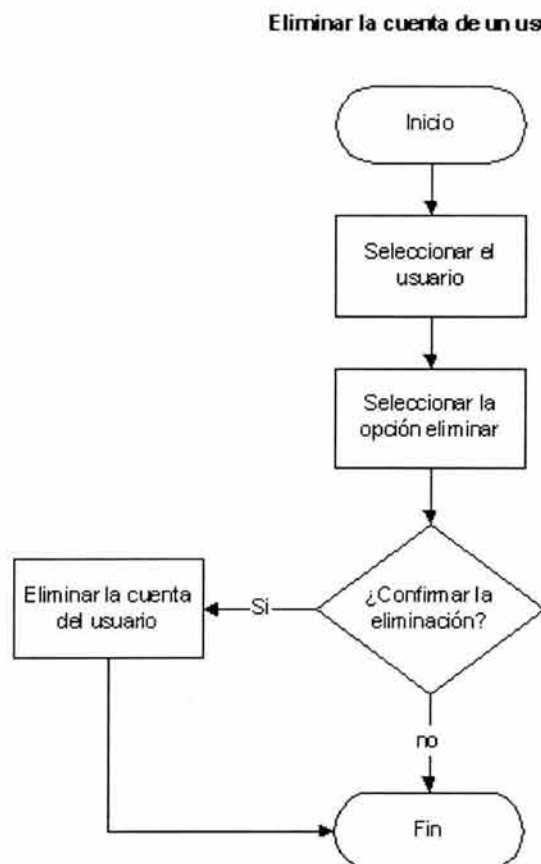 Eliminar la cuenta de un us
Inicio
Seleccionar el
usuario
Seleccionar la
opción eliminar
¿Confirmar la
eliminación?
Si
Eliminar la cuenta
del usuario
no
Fin